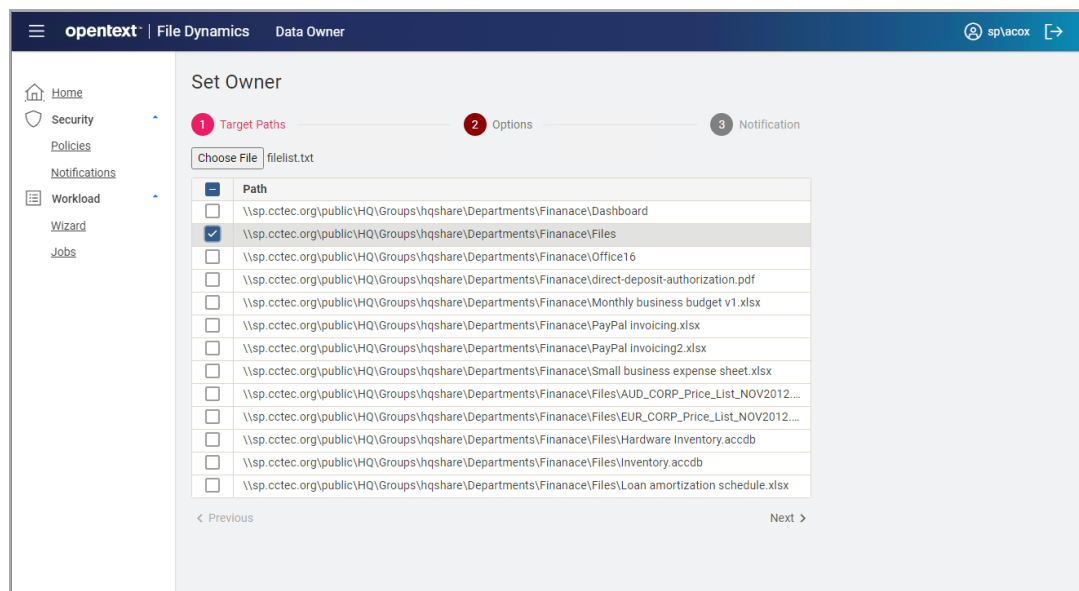 opentext™ | File Dynamics Data Owner sp\acox
Home
Security
Policies
Notifications
Workload
Wizard
Jobs
Set Owner
1 Target Paths 2 Options 3 Notification
Choose File filelist.txt
Path
\\sp.cctec.org\public\HQ\Groups\hqshare\Departments\Finanace\Dashboard
\\sp.cctec.org\public\HQ\Groups\hqshare\Departments\Finanace\Files
\\sp.cctec.org\public\HQ\Groups\hqshare\Departments\Finanace\Office16
\\sp.cctec.org\public\HQ\Groups\hqshare\Departments\Finanace\direct-deposit-authorization.pdf
\\sp.cctec.org\public\HQ\Groups\hqshare\Departments\Finanace\Monthly business budget v1.xlsx
\\sp.cctec.org\public\HQ\Groups\hqshare\Departments\Finanace\PayPal invoicing.xlsx
\\sp.cctec.org\public\HQ\Groups\hqshare\Departments\Finanace\PayPal invoicing2.xlsx
\\sp.cctec.org\public\HQ\Groups\hqshare\Departments\Finanace\Small business expense sheet.xlsx
\\sp.cctec.org\public\HQ\Groups\hqshare\Departments\Finanace\Files\AUD_CORP_Price_List_NOV2012....
\\sp.cctec.org\public\HQ\Groups\hqshare\Departments\Finanace\Files\EUR_CORP_Price_List_NOV2012....
\\sp.cctec.org\public\HQ\Groups\hqshare\Departments\Finanace\Files\Hardware Inventory.accdb
\\sp.cctec.org\public\HQ\Groups\hqshare\Departments\Finanace\Files\Inventory.accdb
\\sp.cctec.org\public\HQ\Groups\hqshare\Departments\Finanace\Files\Loan amortization schedule.xlsx
< Previous Next >